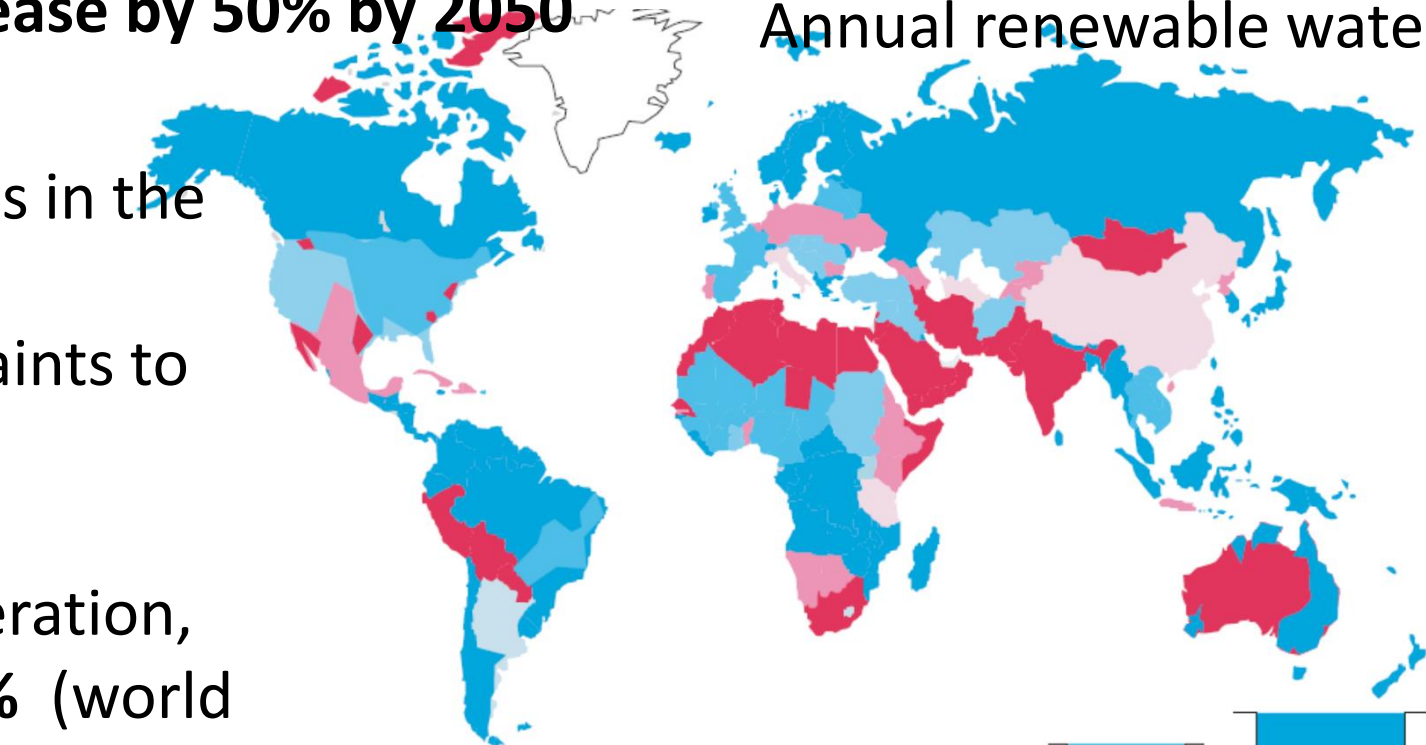 ease by 50% by 2050
Annual renewable wate
s in the
aints to
eration,
% (world